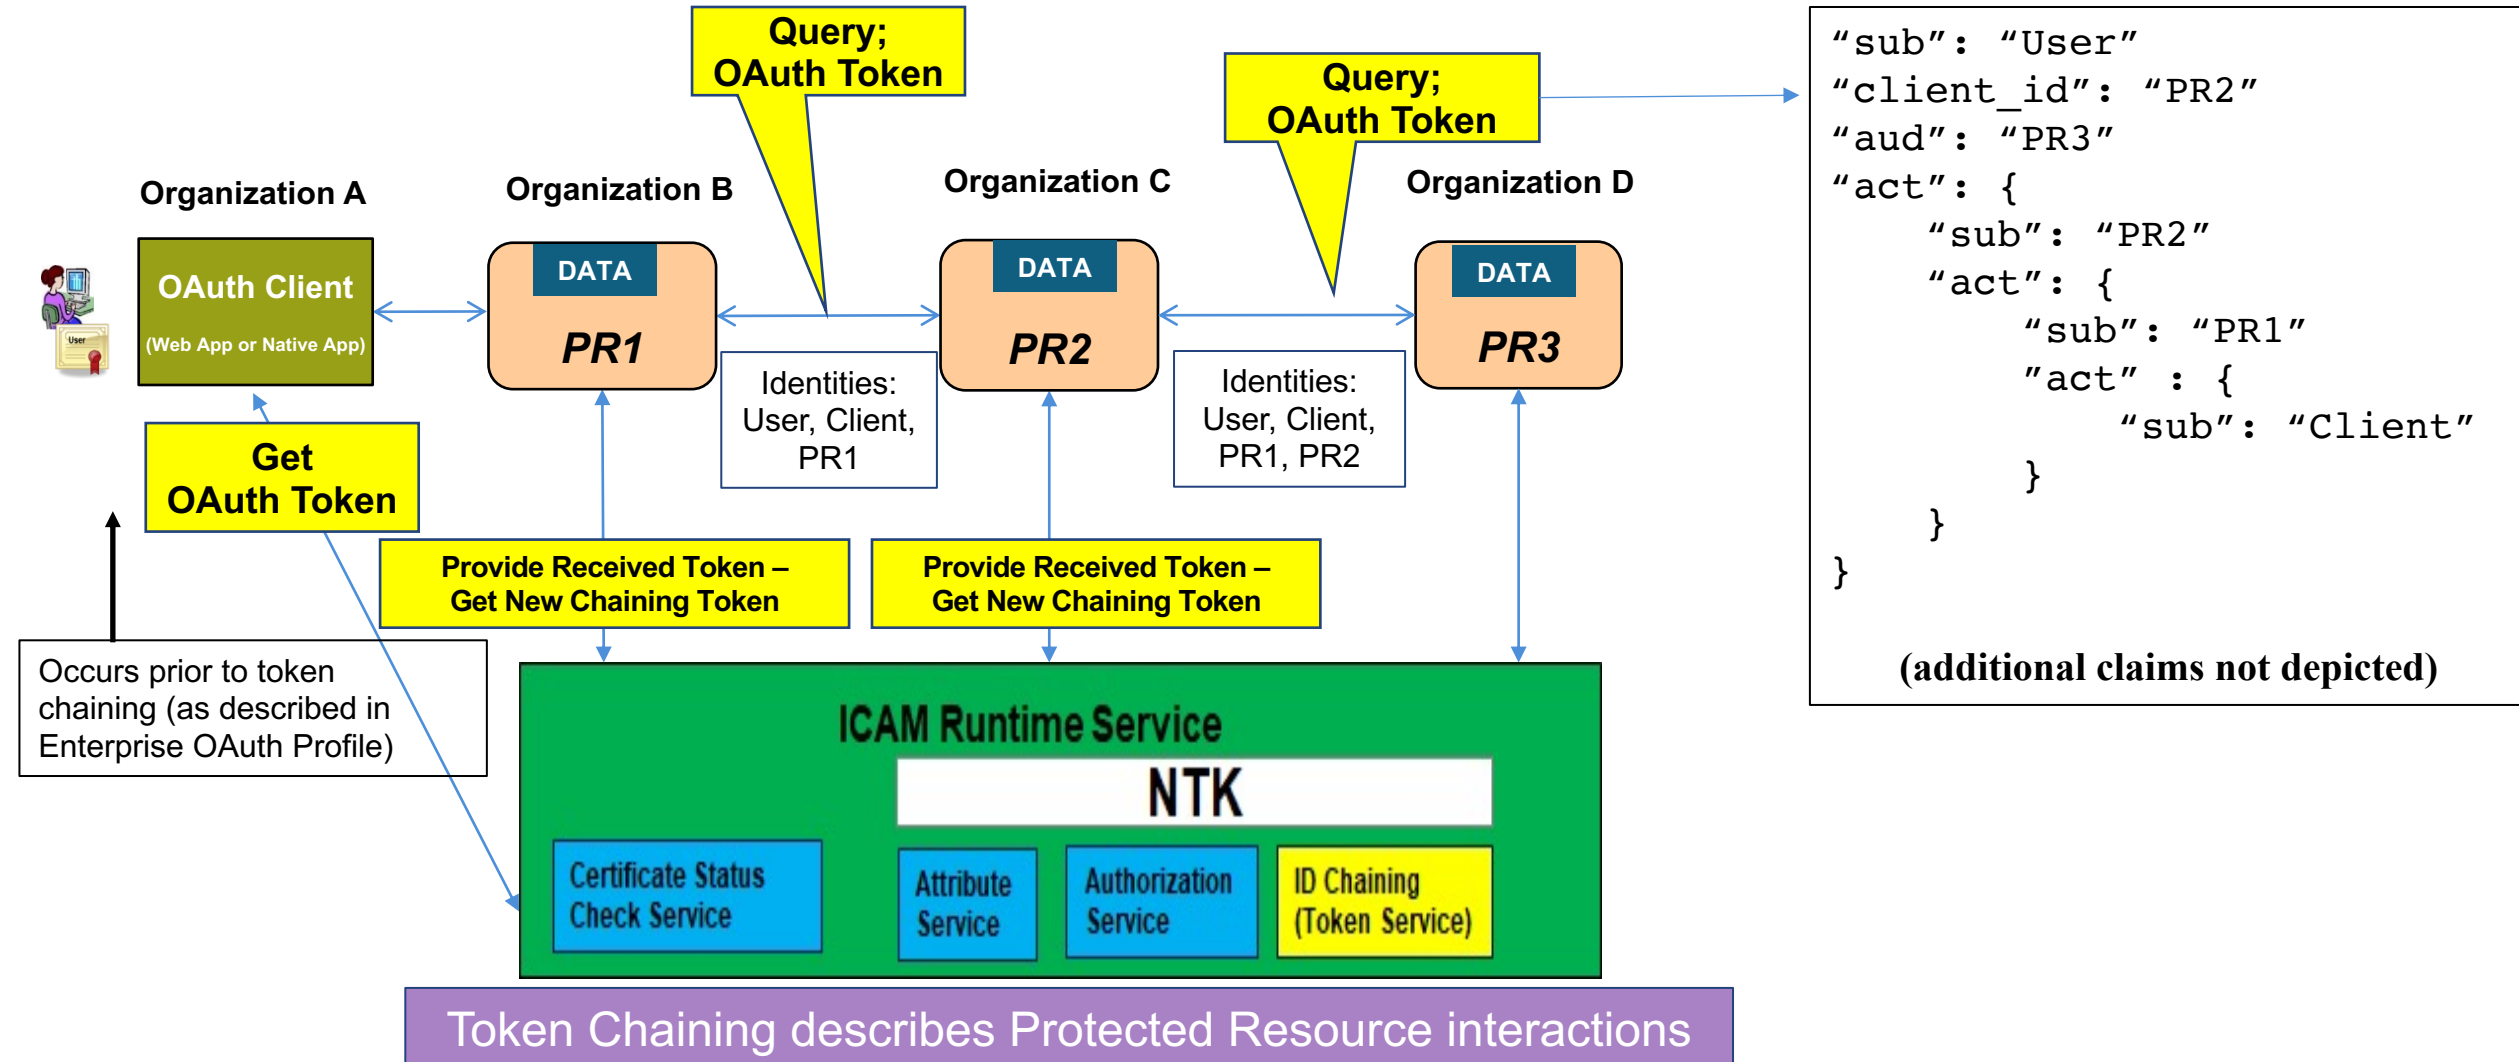 Query;
OAuth Token
Query;
OAuth Token
Organization A
Organization B
Organization C
Organization D
OAuth Client
(Web App or Native App)
User
DATA
PR1
DATA
PR2
DATA
PR3
Identities:
User, Client,
PR1
Identities:
User, Client,
PR1, PR2
Get
OAuth Token
Provide Received Token –
Get New Chaining Token
Provide Received Token –
Get New Chaining Token
Occurs prior to token
chaining (as described in
Enterprise OAuth Profile)
ICAM Runtime Service
NTK
Certificate Status
Check Service
Attribute
Service
Authorization
Service
ID Chaining
(Token Service)
Token Chaining describes Protected Resource interactions
“sub”: “User”
“client_id”: “PR2”
“aud”: “PR3”
“act”: {
“sub”: “PR2”
“act”: {
“sub”: “PR1”
”act” : {
“sub”: “Client”
}
}
}
(additional claims not depicted)